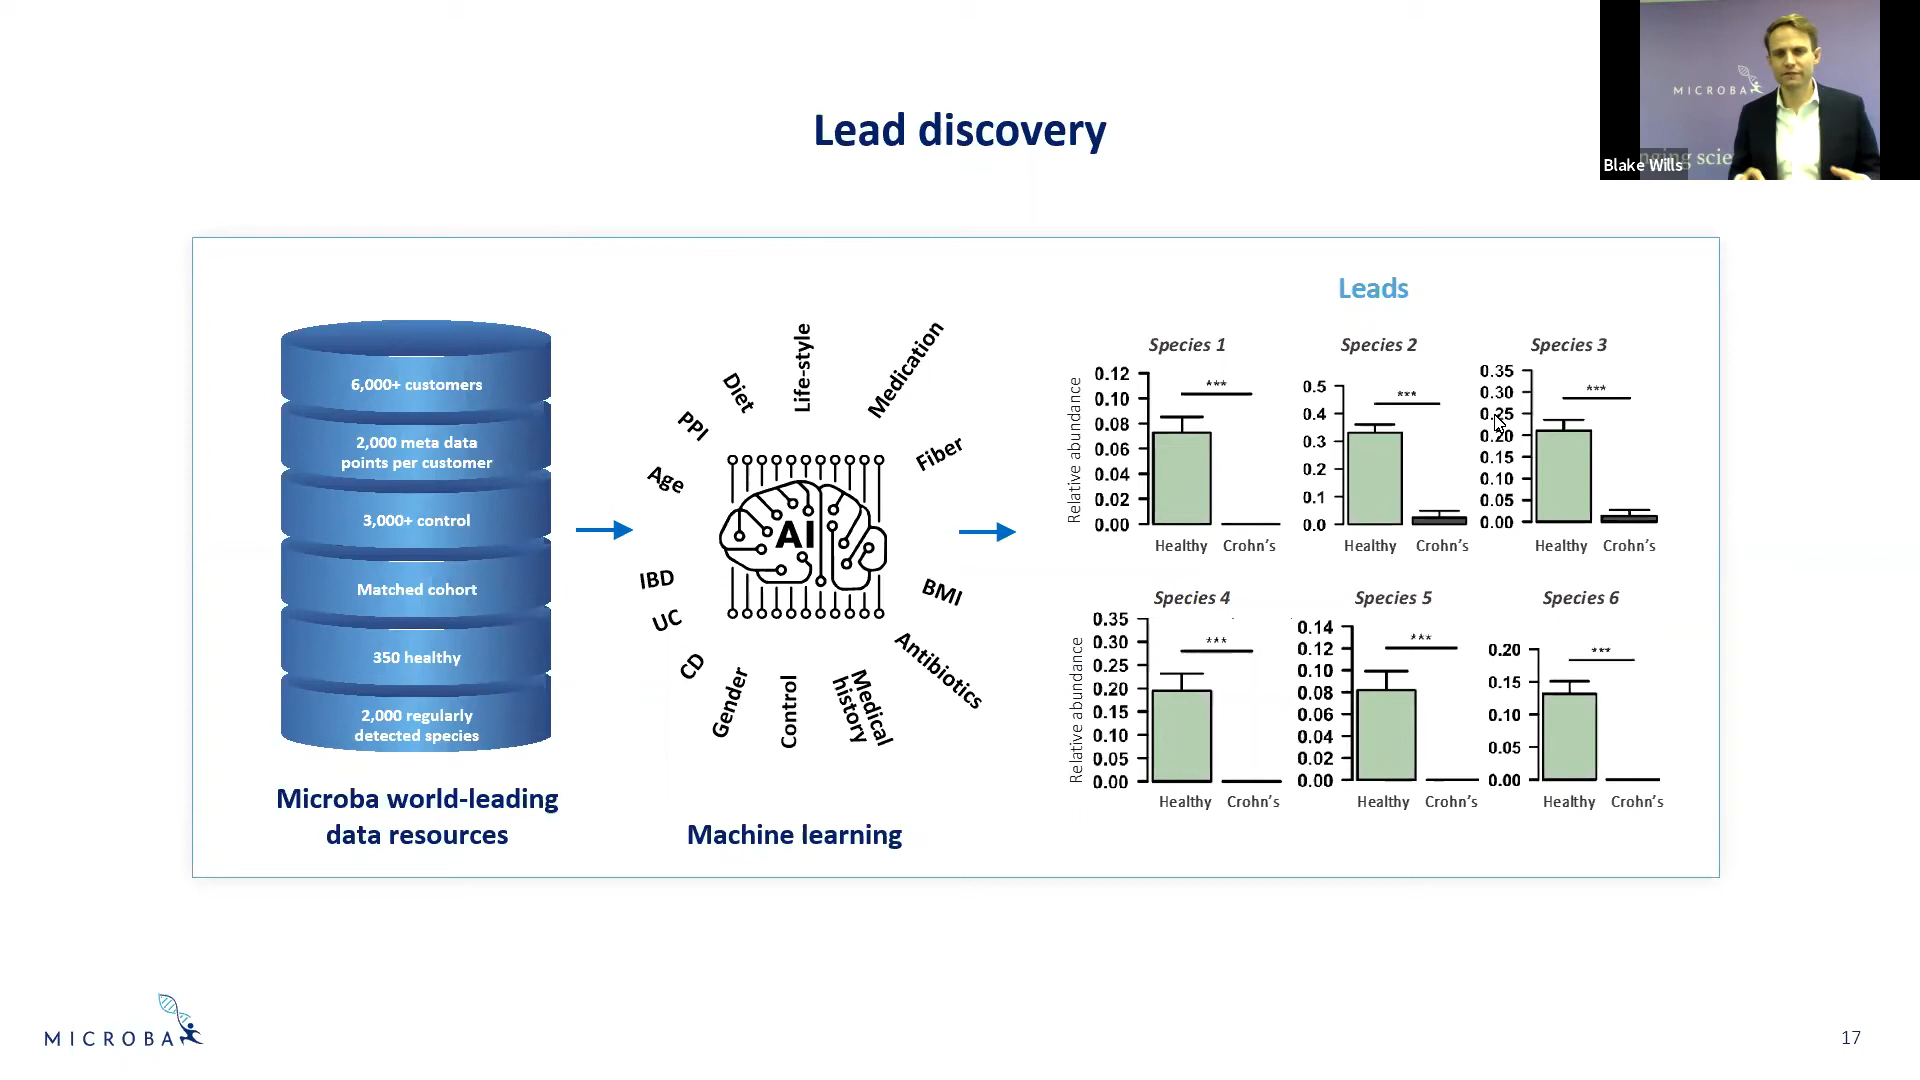 Lead discovery
MICROBA
Blake Wills
6,000+ customers
2,000 meta data
points per customer
3,000+ control
Matched cohort
350 healthy
2,000 regularly
detected species
Microba world-leading
data resources
Life-style
Medication
Diet
PPI
Fiber
Age
AI
IBD
BMI
UC
Antibiotics
CD
Gender
Control
Medical
history
Machine learning
Leads
Species 1
Relative abundance
0.12
0.10
0.08
0.06
0.04
0.02
0.00
***
Healthy Crohn's
Species 2
0.5
0.4
0.3
0.2
0.1
0.0
***
Healthy Crohn's
Species 3
0.35
0.30
0.25
0.20
0.15
0.10
0.05
0.00
***
Healthy Crohn's
Species 4
Relative abundance
0.35
0.30
0.25
0.20
0.15
0.10
0.05
0.00
***
Healthy Crohn's
Species 5
0.14
0.12
0.10
0.08
0.06
0.04
0.02
0.00
***
Healthy Crohn's
Species 6
0.20
0.15
0.10
0.05
0.00
***
Healthy Crohn's
MICROBA
17